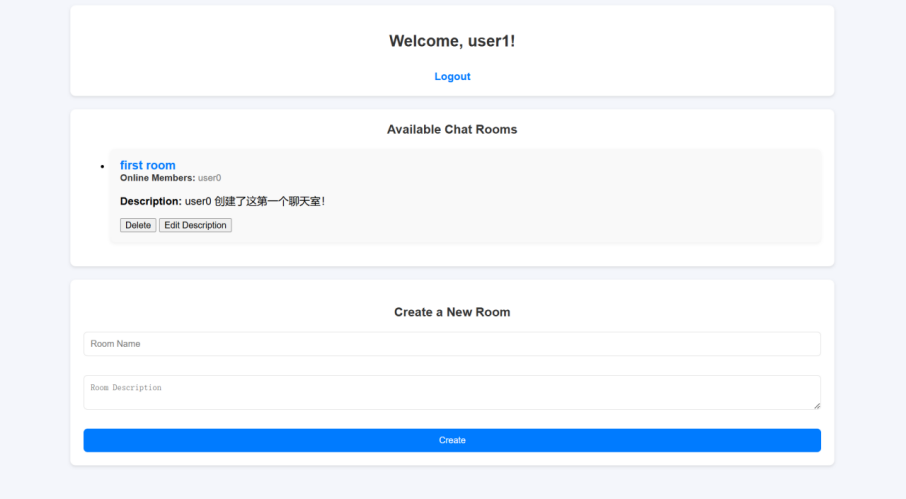 Welcome, user1!
Logout
Available Chat Rooms
first room
Online Members: user0
Description: user0 创建了这第一个聊天室！
Delete Edit Description
Create a New Room
Room Name
Room Description
Create